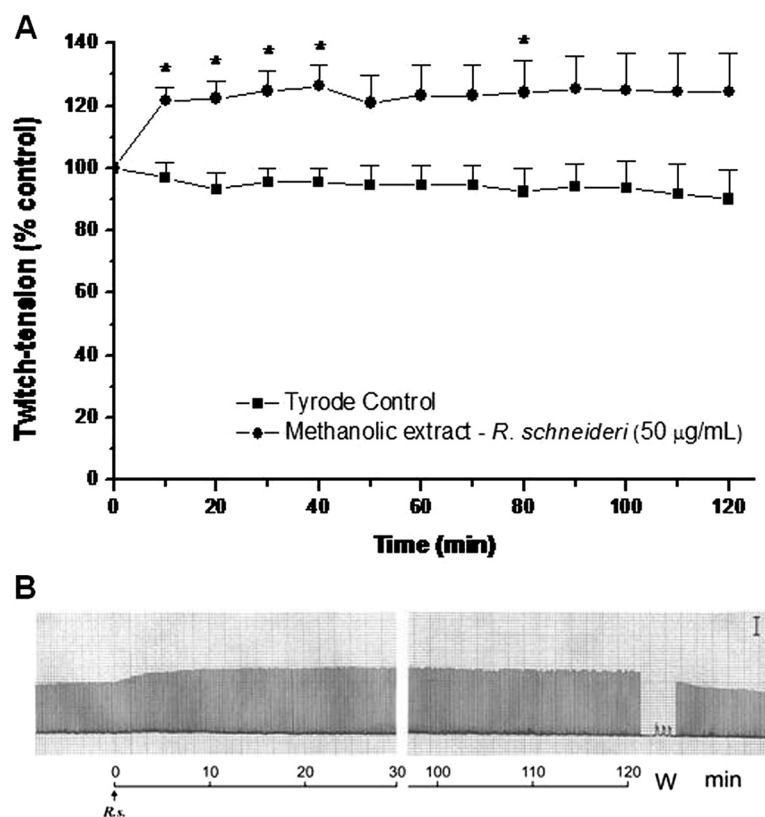 A
140
120
100
80
60
40
20
0
Twitch-tension (% control)
* * * * *
Tyrode Control
Methanolic extract - R. schneideri (50 µg/mL)
0 20 40 60 80 100 120
Time (min)
B
0 10 20 30 100 110 120 W min
R.s.